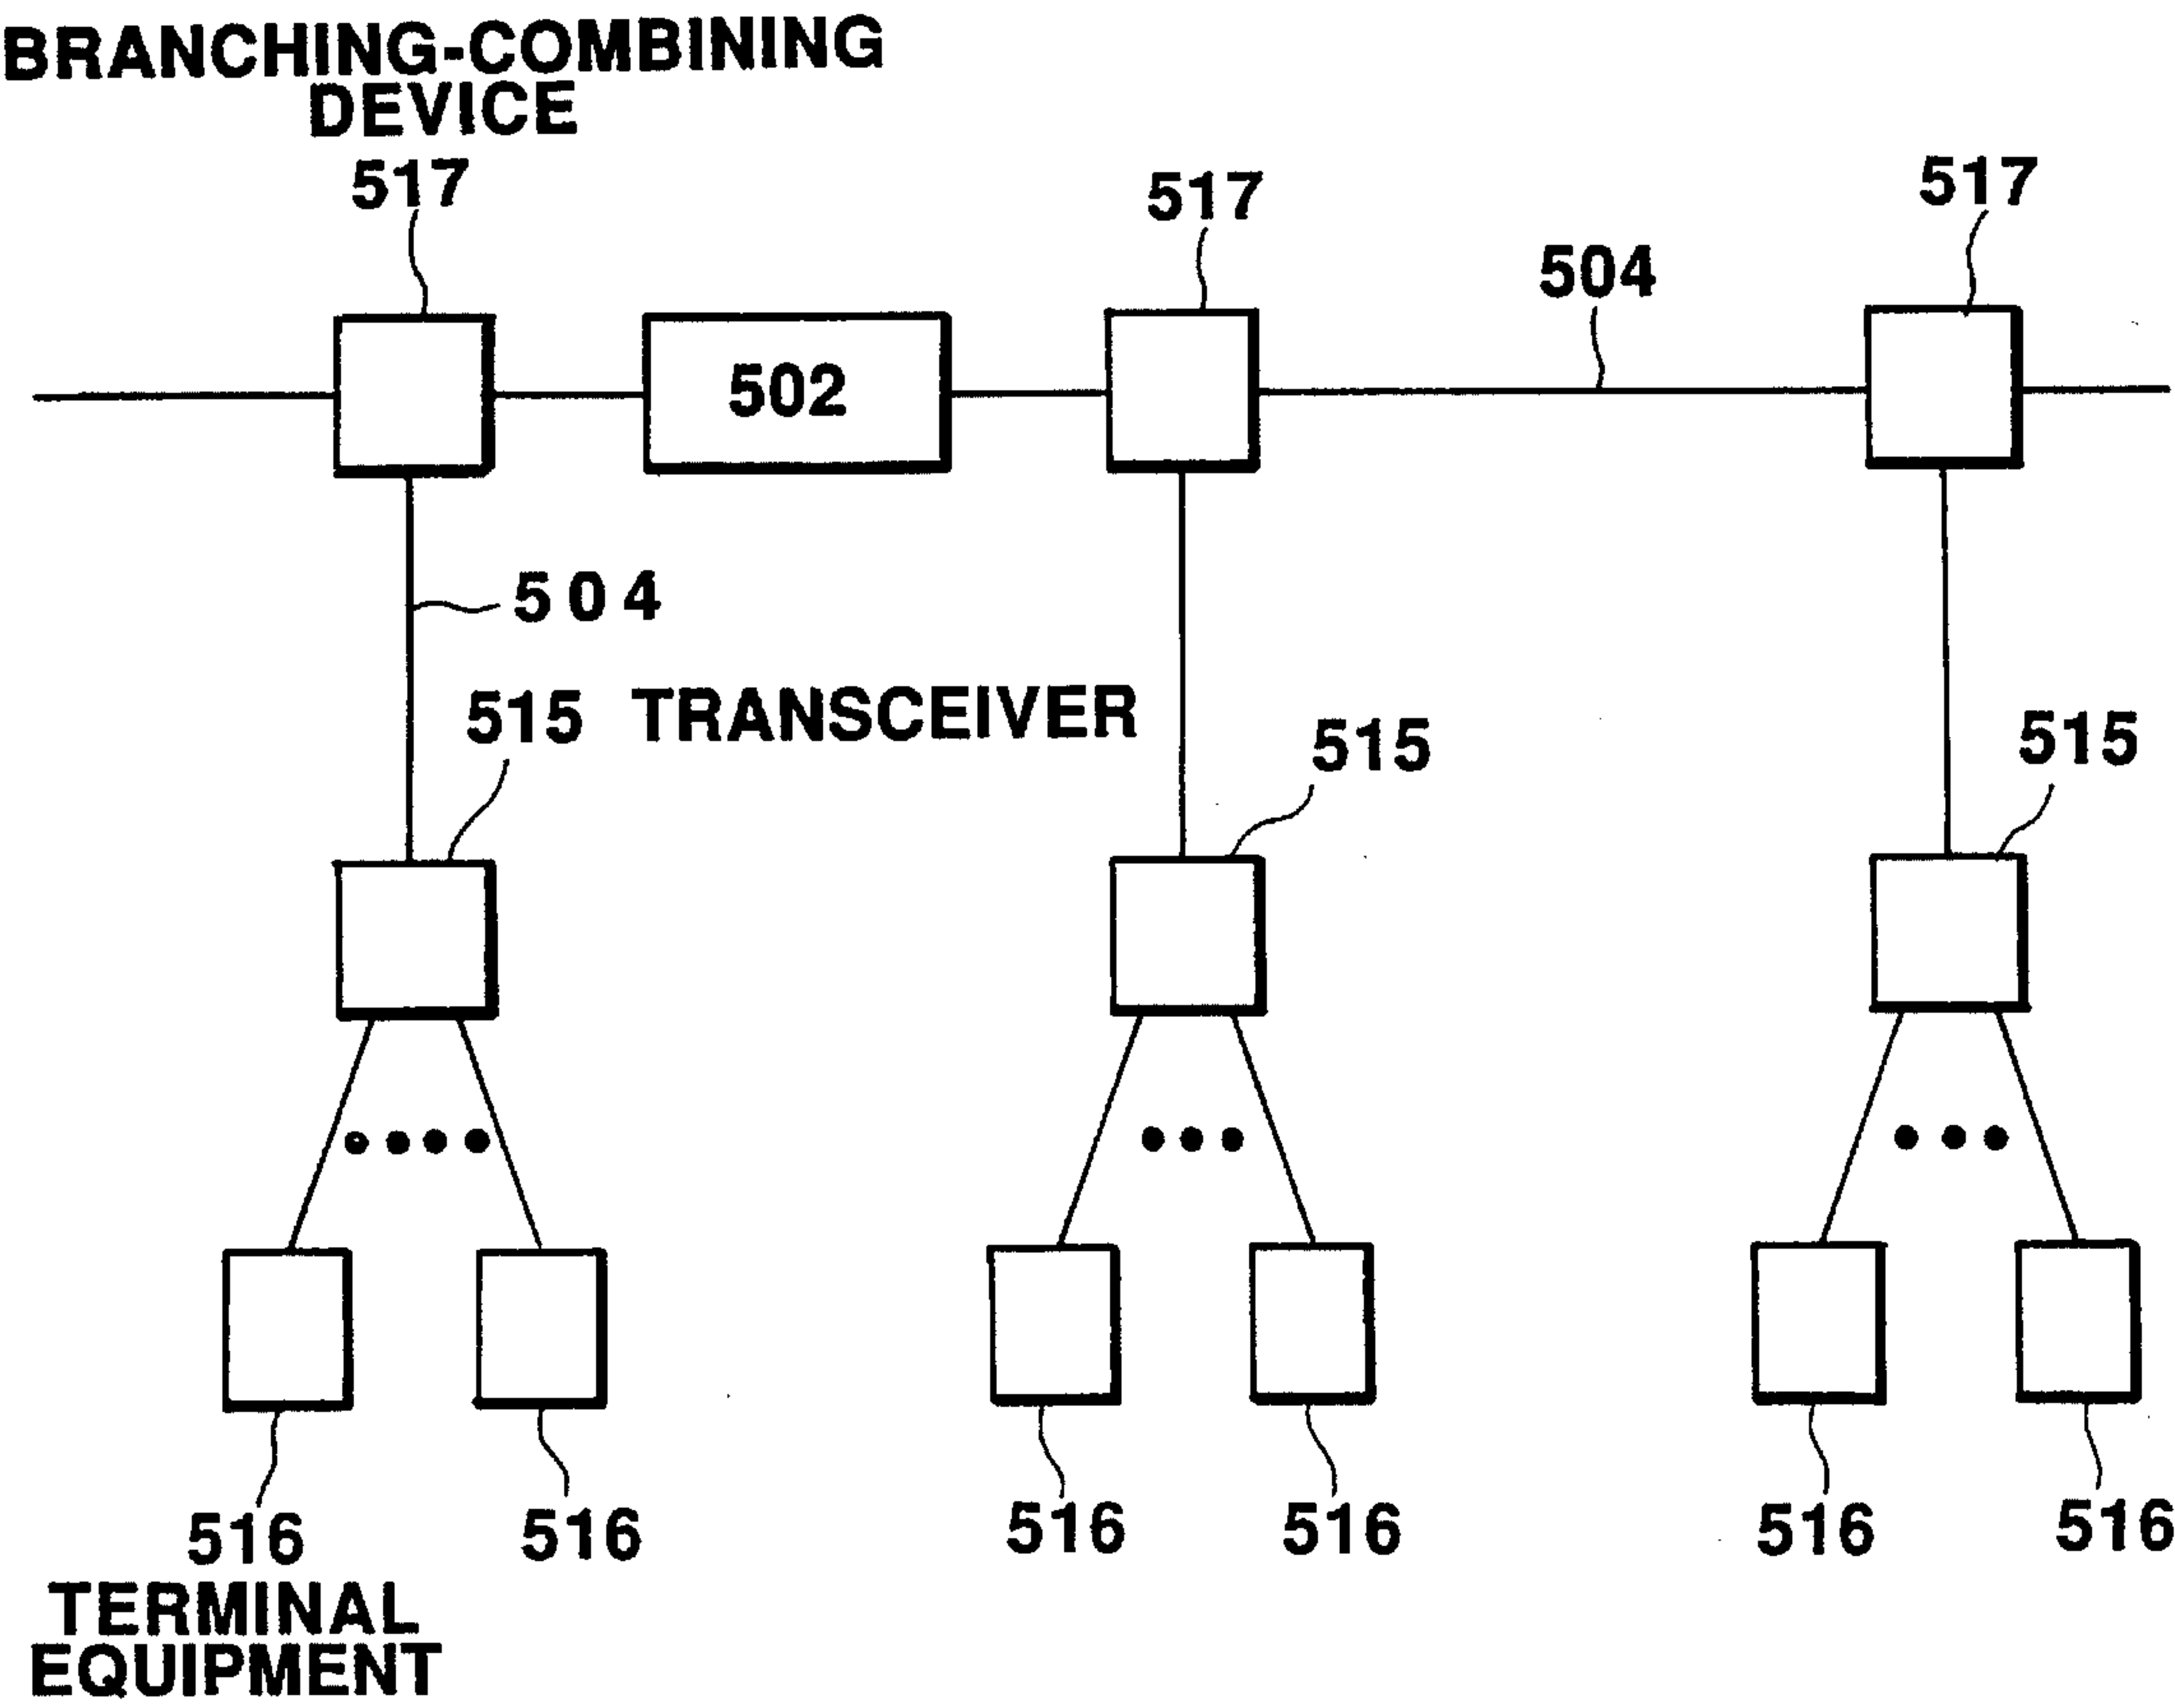 BRANCHING-COMBINING
DEVICE
517
517
517
504
502
504
515 TRANSCEIVER
515
515
516
516
516
516
516
516
TERMINAL
EQUIPMENT